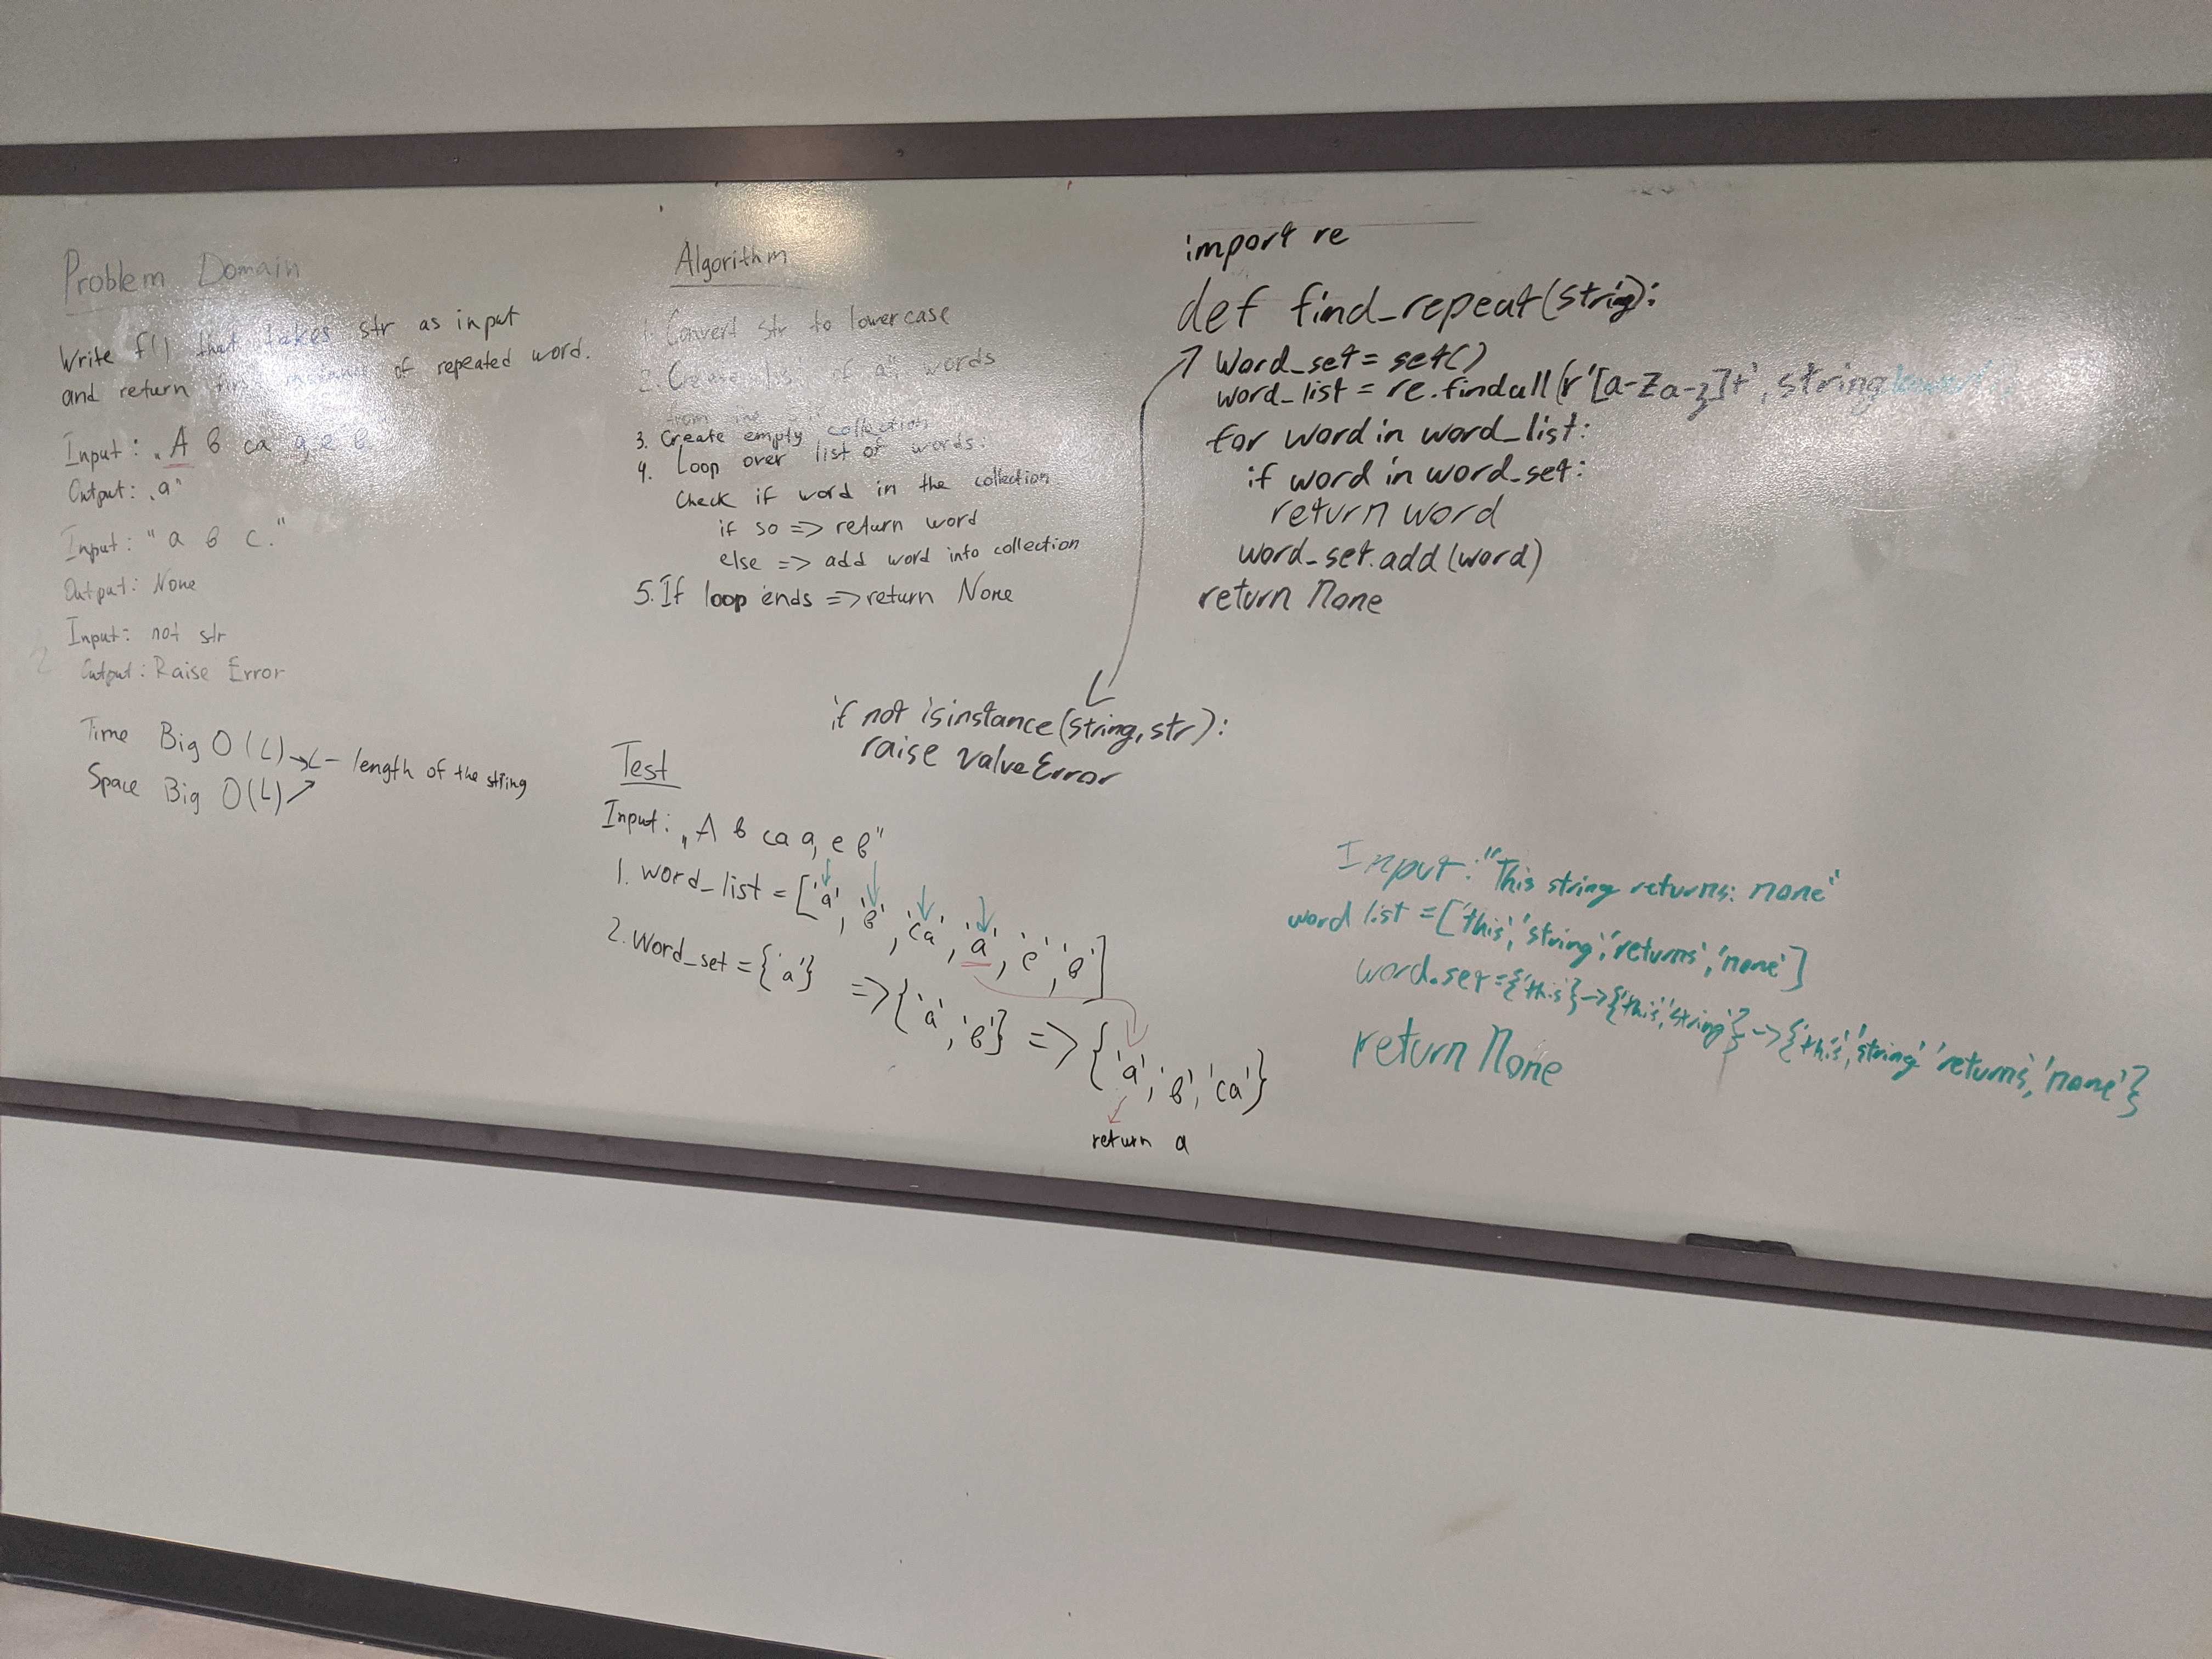 Problem Domain
Write f() that takes str as input
and return first instance of repeated word.
Input: „A b ca a, e b
Output: „a"
Input: "a b c."
Output: None
Input: not str
Output: Raise Error
Time Big O(L) → L – length of the string
Space Big O(L)
Algorithm
1. Convert str to lowercase
2. Create list of all words
from the
3. Create empty collection
4. Loop over list of words:
Check if word in the collection
if so => return word
else => add word into collection
5. If loop ends => return None
import re
def find_repeat(strig):
word_set = set()
word_list = re.findall(r'[a-Za-z]+', string.lower()
for word in word_list:
if word in word_set:
return word
word_set.add(word)
return None
if not isinstance(string, str):
raise ValueError
Test
Input: „A b ca a, e b"
1. word_list = ['a', 'b', 'ca', 'a', 'e', 'b']
2. Word_set = {'a'} => {'a', 'b'} => {'a', 'b', 'ca'}
return a
Input: "This string returns: none"
word list = ['this', 'string', 'returns', 'none']
word.set = {'this'} -> {'this', 'string'} -> {'this', 'string' 'returns', 'none'}
return None